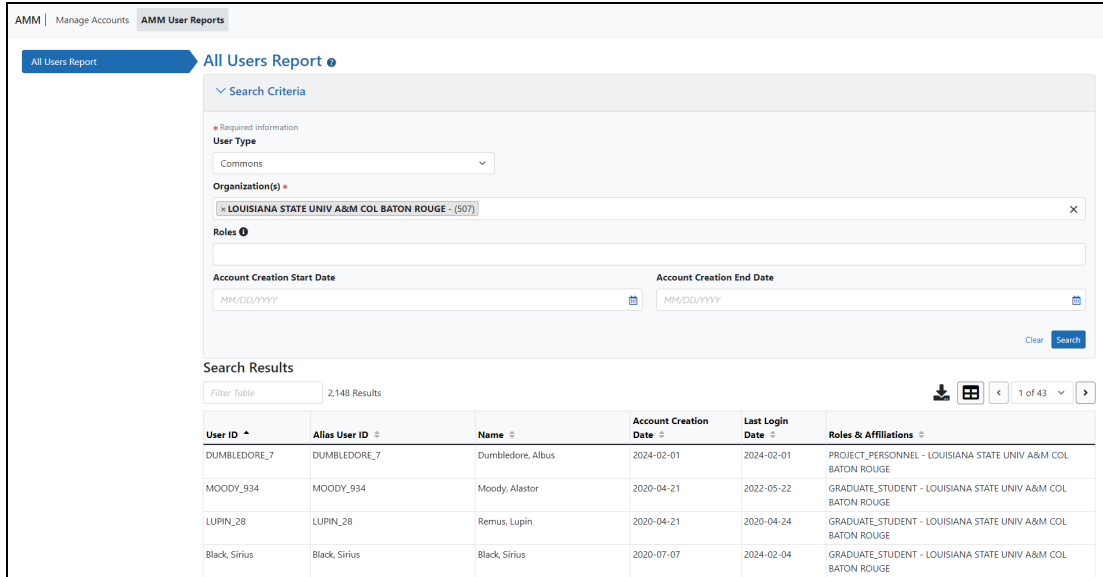 AMM | Manage Accounts AMM User Reports
All Users Report
All Users Report ?
Search Criteria
* Required information
User Type
Commons
Organization(s) *
× LOUISIANA STATE UNIV A&M COL BATON ROUGE - (507) ×
Roles i
Account Creation Start Date Account Creation End Date
MM/DD/YYYY MM/DD/YYYY
Clear Search
Search Results
Filter Table 2,148 Results 1 of 43
Account Creation Last Login
User ID Alias User ID Name Date Date Roles & Affiliations
DUMBLEDORE_7 DUMBLEDORE_7 Dumbledore, Albus 2024-02-01 2024-02-01 PROJECT_PERSONNEL - LOUISIANA STATE UNIV A&M COL
BATON ROUGE
MOODY_934 MOODY_934 Moody, Alastor 2020-04-21 2022-05-22 GRADUATE_STUDENT - LOUISIANA STATE UNIV A&M COL
BATON ROUGE
LUPIN_28 LUPIN_28 Remus, Lupin 2020-04-21 2020-04-24 GRADUATE_STUDENT - LOUISIANA STATE UNIV A&M COL
BATON ROUGE
Black, Sirius Black, Sirius Black, Sirius 2020-07-07 2024-02-04 GRADUATE_STUDENT - LOUISIANA STATE UNIV A&M COL
BATON ROUGE